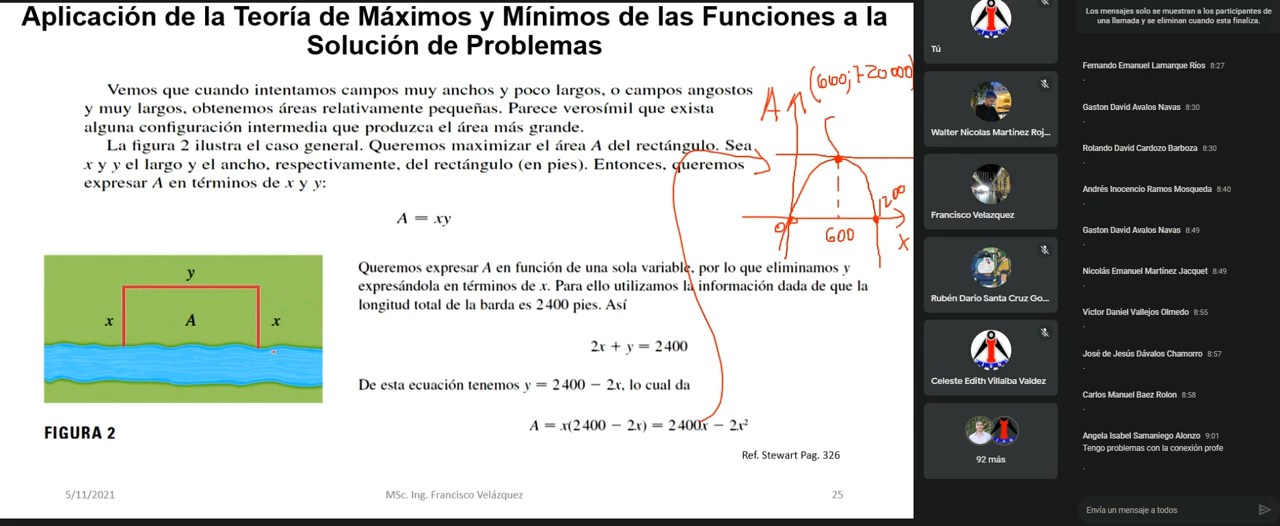 Aplicación de la Teoría de Máximos y Mínimos de las Funciones a la
Solución de Problemas
Vemos que cuando intentamos campos muy anchos y poco largos, o campos angostos
y muy largos, obtenemos áreas relativamente pequeñas. Parece verosímil que exista
alguna configuración intermedia que produzca el área más grande.
La figura 2 ilustra el caso general. Queremos maximizar el área A del rectángulo. Sea
x y y el largo y el ancho, respectivamente, del rectángulo (en pies). Entonces, queremos
expresar A en términos de x y y:
A = xy
A
(600;720000)
0
600
1200
x
y
x
A
x
FIGURA 2
Queremos expresar A en función de una sola variable, por lo que eliminamos y
expresándola en términos de x. Para ello utilizamos la información dada de que la
longitud total de la barda es 2400 pies. Así
2x + y = 2400
De esta ecuación tenemos y = 2400 − 2x, lo cual da
A = x(2400 − 2x) = 2400x − 2x²
Ref. Stewart Pag. 326
5/11/2021
MSc. Ing. Francisco Velázquez
25
Tú
Walter Nicolas Martínez Roj...
Francisco Velazquez
Rubén Dario Santa Cruz Go...
Celeste Edith Villalba Valdez
92 más
Los mensajes solo se muestran a los participantes de
una llamada y se eliminan cuando esta finaliza.
Fernando Emanuel Lamarque Ríos 8:27
.
Gaston David Avalos Navas 8:30
.
Rolando David Cardozo Barboza 8:30
.
Andrés Inocencio Ramos Mosqueda 8:40
.
Gaston David Avalos Navas 8:49
.
Nicolás Emanuel Martínez Jacquet 8:49
.
Victor Daniel Vallejos Olmedo 8:55
.
José de Jesús Dávalos Chamorro 8:57
.
Carlos Manuel Baez Rolon 8:58
.
Angela Isabel Samaniego Alonzo 9:01
Tengo problemas con la conexión profe
.
Envía un mensaje a todos